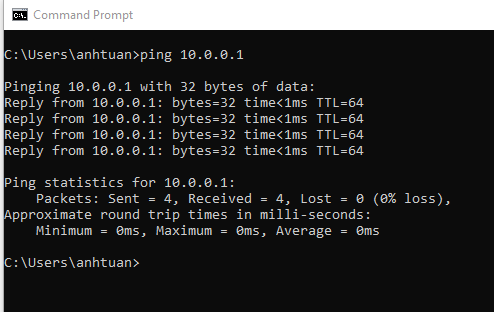 Command Prompt
C:\Users\anhtuan>ping 10.0.0.1
Pinging 10.0.0.1 with 32 bytes of data:
Reply from 10.0.0.1: bytes=32 time<1ms TTL=64
Reply from 10.0.0.1: bytes=32 time<1ms TTL=64
Reply from 10.0.0.1: bytes=32 time<1ms TTL=64
Reply from 10.0.0.1: bytes=32 time<1ms TTL=64
Ping statistics for 10.0.0.1:
    Packets: Sent = 4, Received = 4, Lost = 0 (0% loss),
Approximate round trip times in milli-seconds:
    Minimum = 0ms, Maximum = 0ms, Average = 0ms
C:\Users\anhtuan>